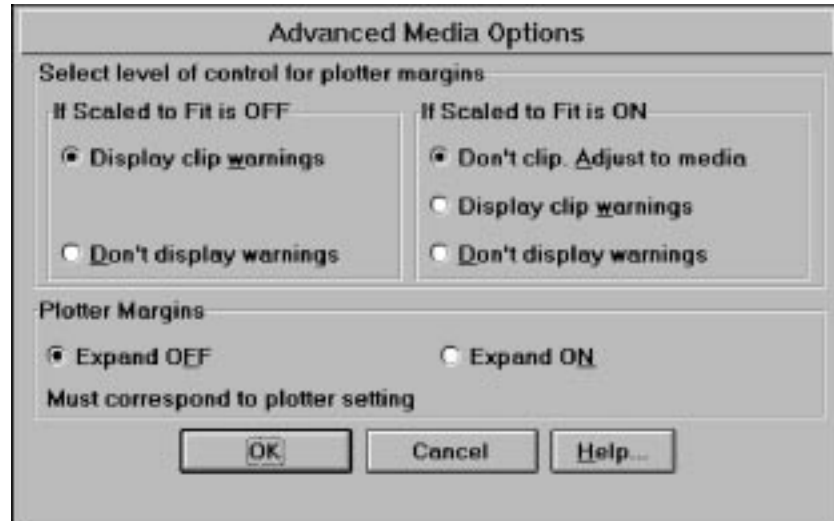 Advanced Media Options
Select level of control for plotter margins
If Scaled to Fit is OFF
Display clip warnings
Don't display warnings
If Scaled to Fit is ON
Don't clip. Adjust to media
Display clip warnings
Don't display warnings
Plotter Margins
Expand OFF
Expand ON
Must correspond to plotter setting
OK
Cancel
Help...